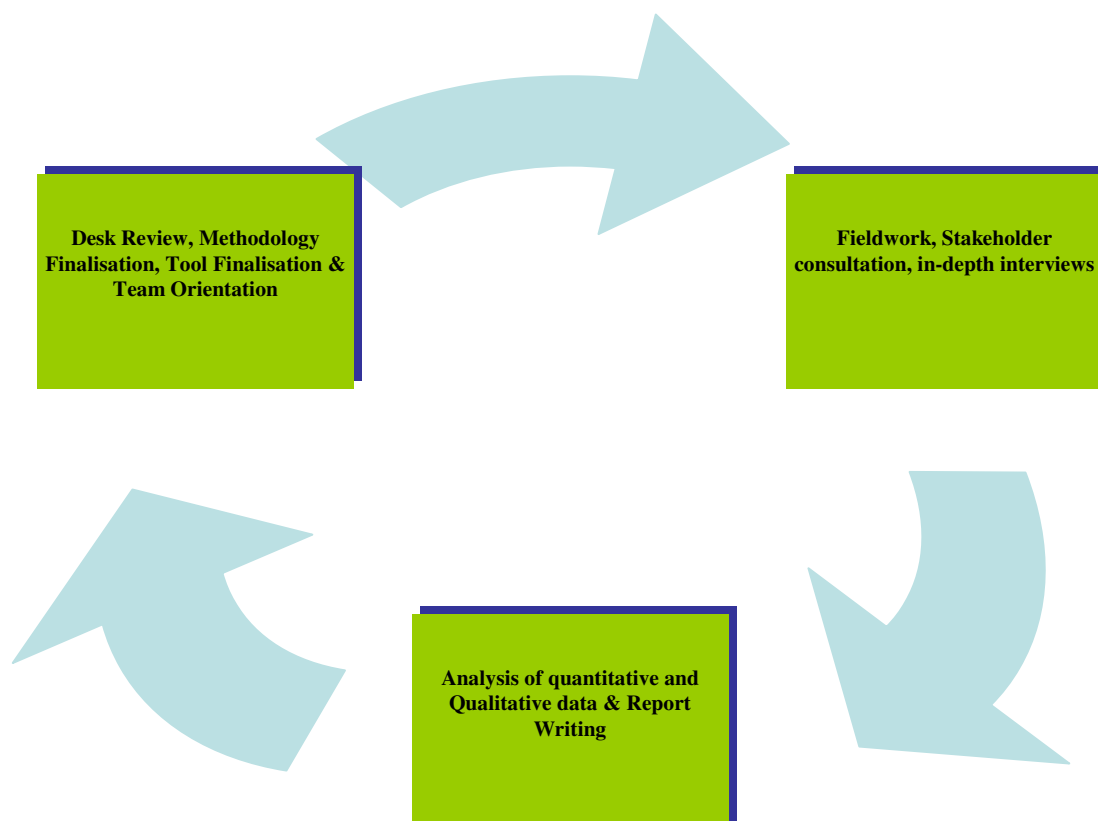 Desk Review, Methodology
Finalisation, Tool Finalisation &
Team Orientation
Fieldwork, Stakeholder
consultation, in-depth interviews
Analysis of quantitative and
Qualitative data & Report
Writing